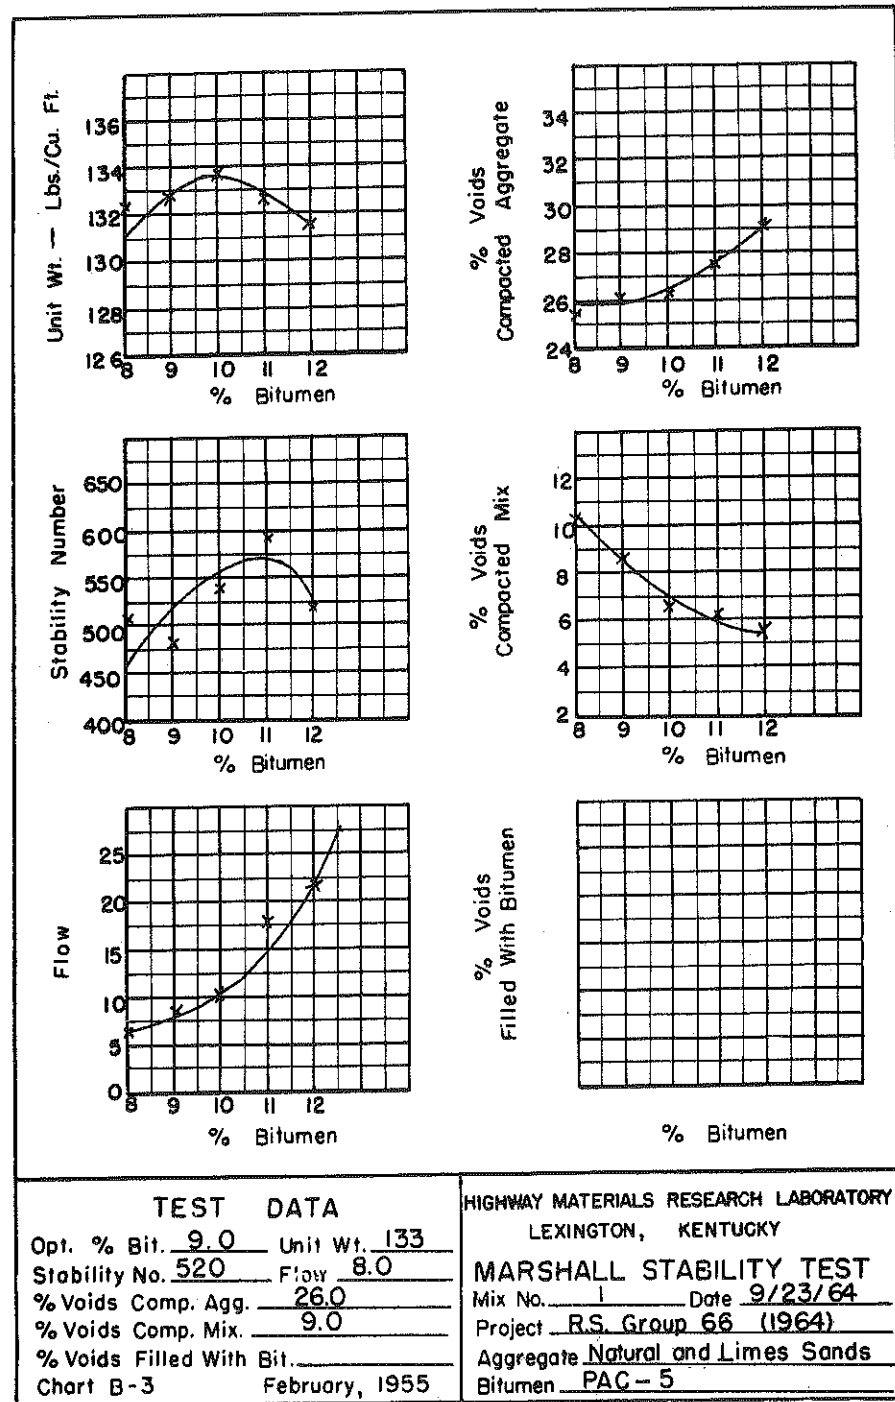 Unit Wt. — Lbs./Cu. Ft.
136
134
132
130
128
126
8 9 10 11 12
% Bitumen
% Voids
Compacted Aggregate
34
32
30
28
26
24
8 9 10 11 12
% Bitumen
Stability Number
650
600
550
500
450
400
8 9 10 11 12
% Bitumen
% Voids
Compacted Mix
12
10
8
6
4
2
8 9 10 11 12
% Bitumen
Flow
25
20
15
10
5
0
8 9 10 11 12
% Bitumen
% Voids
Filled With Bitumen
% Bitumen
TEST DATA
Opt. % Bit. 9.0 Unit Wt. 133
Stability No. 520 Flow 8.0
% Voids Comp. Agg. 26.0
% Voids Comp. Mix. 9.0
% Voids Filled With Bit.
Chart B-3 February, 1955
HIGHWAY MATERIALS RESEARCH LABORATORY
LEXINGTON, KENTUCKY
MARSHALL STABILITY TEST
Mix No. 1 Date 9/23/64
Project R.S. Group 66 (1964)
Aggregate Natural and Limes Sands
Bitumen PAC-5